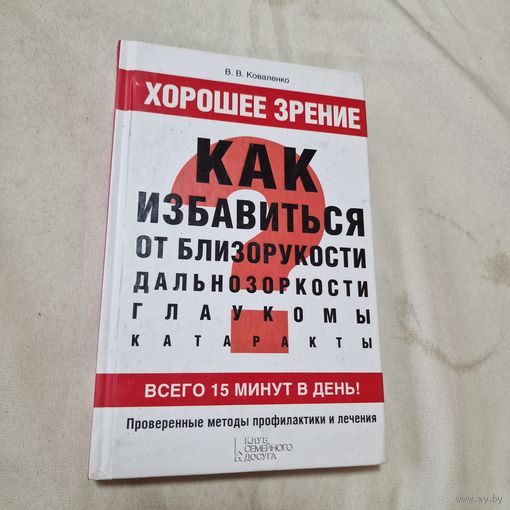 В. В. Коваленко
ХОРОШЕЕ ЗРЕНИЕ
КАК
ИЗБАВИТЬСЯ
ОТ БЛИЗОРУКОСТИ
ДАЛЬНОЗОРКОСТИ
ГЛАУКОМЫ
КАТАРАКТЫ
?
ВСЕГО 15 МИНУТ В ДЕНЬ!
Проверенные методы профилактики и лечения
КЛУБ
СЕМЕЙНОГО
ДОСУГА
www.ay.by